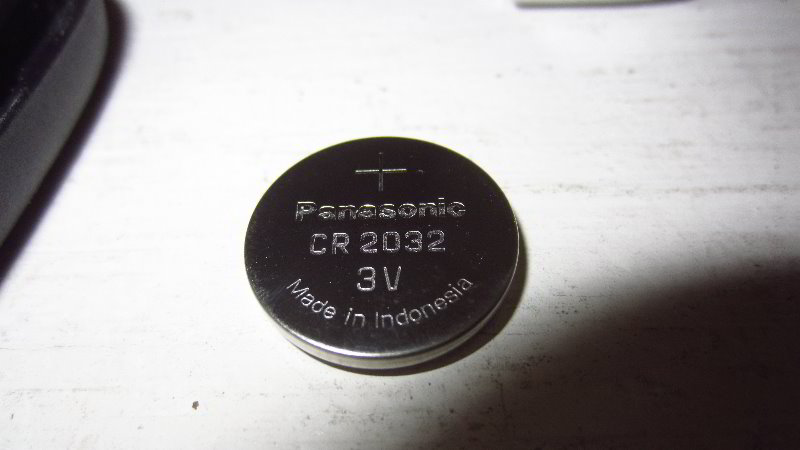 +
Panasonic
CR 2032
3V
Made in Indonesia